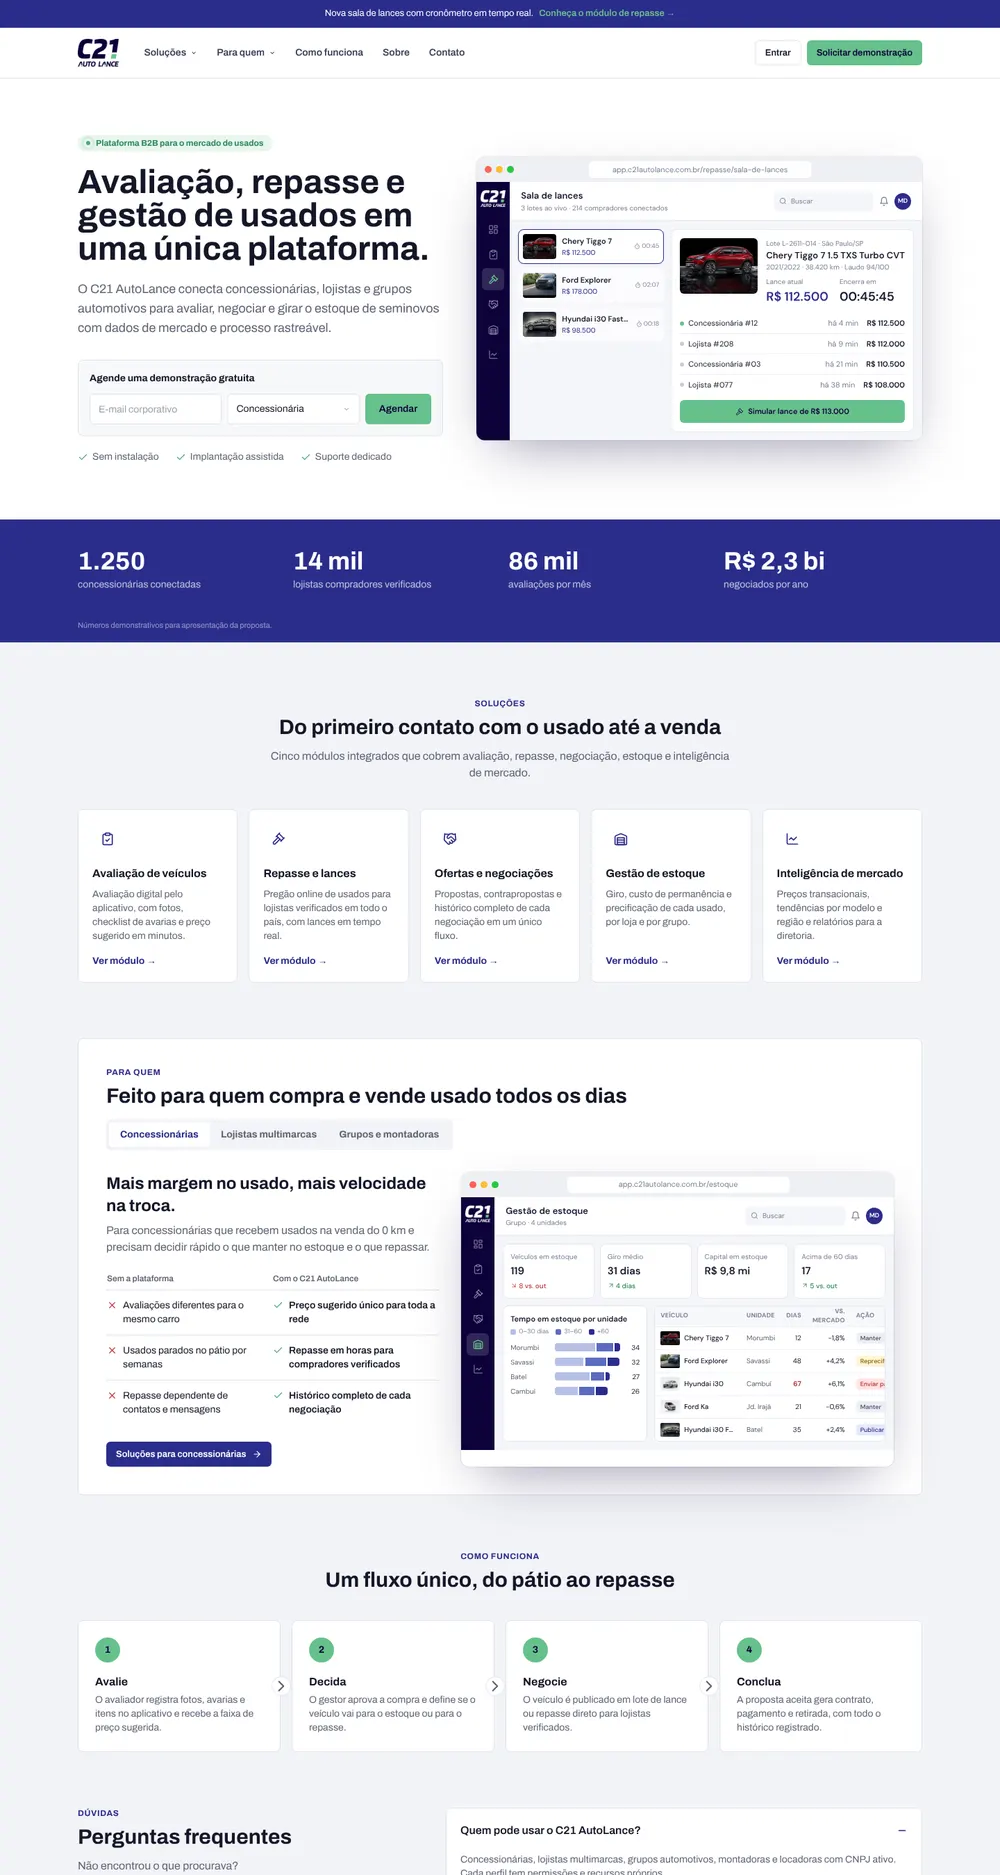 Nova sala de lances com cronômetro em tempo real. Conheça o módulo de repasse →
C21
AUTO LANCE
Soluções
Para quem
Como funciona
Sobre
Contato
Entrar
Solicitar demonstração
Plataforma B2B para o mercado de usados
Avaliação, repasse e
gestão de usados em
uma única plataforma.
O C21 AutoLance conecta concessionárias, lojistas e grupos
automotivos para avaliar, negociar e girar o estoque de seminovos
com dados de mercado e processo rastreável.
Agende uma demonstração gratuita
E-mail corporativo
Concessionária
Agendar
Sem instalação
Implantação assistida
Suporte dedicado
app.c21autolance.com.br/repasse/sala-de-lances
C21
AUTO LANCE
Sala de lances
3 lotes ao vivo · 214 compradores conectados
Buscar
MD
Chery Tiggo 7
R$ 112.500
00:45
Ford Explorer
R$ 178.000
02:07
Hyundai i30 Fast...
R$ 98.500
00:18
Lote L-2611-014 · São Paulo/SP
Chery Tiggo 7 1.5 TXS Turbo CVT
2021/2022 · 38.420 km · Laudo 94/100
Lance atual
R$ 112.500
Encerra em
00:45:45
Concessionária #12 há 4 min R$ 112.500
Lojista #208 há 9 min R$ 112.000
Concessionária #03 há 21 min R$ 110.500
Lojista #077 há 38 min R$ 108.000
Simular lance de R$ 113.000
1.250
concessionárias conectadas
14 mil
lojistas compradores verificados
86 mil
avaliações por mês
R$ 2,3 bi
negociados por ano
Números demonstrativos para apresentação da proposta.
SOLUÇÕES
Do primeiro contato com o usado até a venda
Cinco módulos integrados que cobrem avaliação, repasse, negociação, estoque e inteligência
de mercado.
Avaliação de veículos
Avaliação digital pelo
aplicativo, com fotos,
checklist de avarias e preço
sugerido em minutos.
Ver módulo →
Repasse e lances
Pregão online de usados para
lojistas verificados em todo o
país, com lances em tempo
real.
Ver módulo →
Ofertas e negociações
Propostas, contrapropostas e
histórico completo de cada
negociação em um único
fluxo.
Ver módulo →
Gestão de estoque
Giro, custo de permanência e
precificação de cada usado,
por loja e por grupo.
Ver módulo →
Inteligência de mercado
Preços transacionais,
tendências por modelo e
região e relatórios para a
diretoria.
Ver módulo →
PARA QUEM
Feito para quem compra e vende usado todos os dias
Concessionárias
Lojistas multimarcas
Grupos e montadoras
Mais margem no usado, mais velocidade
na troca.
Para concessionárias que recebem usados na venda do 0 km e
precisam decidir rápido o que manter no estoque e o que repassar.
Sem a plataforma
Com o C21 AutoLance
Avaliações diferentes para o
mesmo carro
Preço sugerido único para toda a
rede
Usados parados no pátio por
semanas
Repasse em horas para
compradores verificados
Repasse dependente de
contatos e mensagens
Histórico completo de cada
negociação
Soluções para concessionárias →
app.c21autolance.com.br/estoque
C21
AUTO LANCE
Gestão de estoque
Grupo · 4 unidades
Buscar
MD
Veículos em estoque
119
8 vs. out
Giro médio
31 dias
4 dias
Capital em estoque
R$ 9,8 mi
Acima de 60 dias
17
5 vs. out
Tempo em estoque por unidade
0–30 dias
31–60
+60
Morumbi 34
Savassi 32
Batel 27
Cambuí 26
VEÍCULO UNIDADE DIAS VS. MERCADO AÇÃO
Chery Tiggo 7 Morumbi 12 -1,8% Manter
Ford Explorer Savassi 48 +4,2% Reprecif
Hyundai i30 Cambuí 67 +6,1% Enviar p
Ford Ka Jd. Irajá 21 -0,6% Manter
Hyundai i30 F... Batel 35 +2,4% Publicar
COMO FUNCIONA
Um fluxo único, do pátio ao repasse
1
Avalie
O avaliador registra fotos, avarias e
itens no aplicativo e recebe a faixa de
preço sugerida.
2
Decida
O gestor aprova a compra e define se o
veículo vai para o estoque ou para o
repasse.
3
Negocie
O veículo é publicado em lote de lance
ou repasse direto para lojistas
verificados.
4
Conclua
A proposta aceita gera contrato,
pagamento e retirada, com todo o
histórico registrado.
DÚVIDAS
Perguntas frequentes
Não encontrou o que procurava?
Quem pode usar o C21 AutoLance?
Concessionárias, lojistas multimarcas, grupos automotivos, montadoras e locadoras com CNPJ ativo.
Cada perfil tem permissões e recursos próprios.